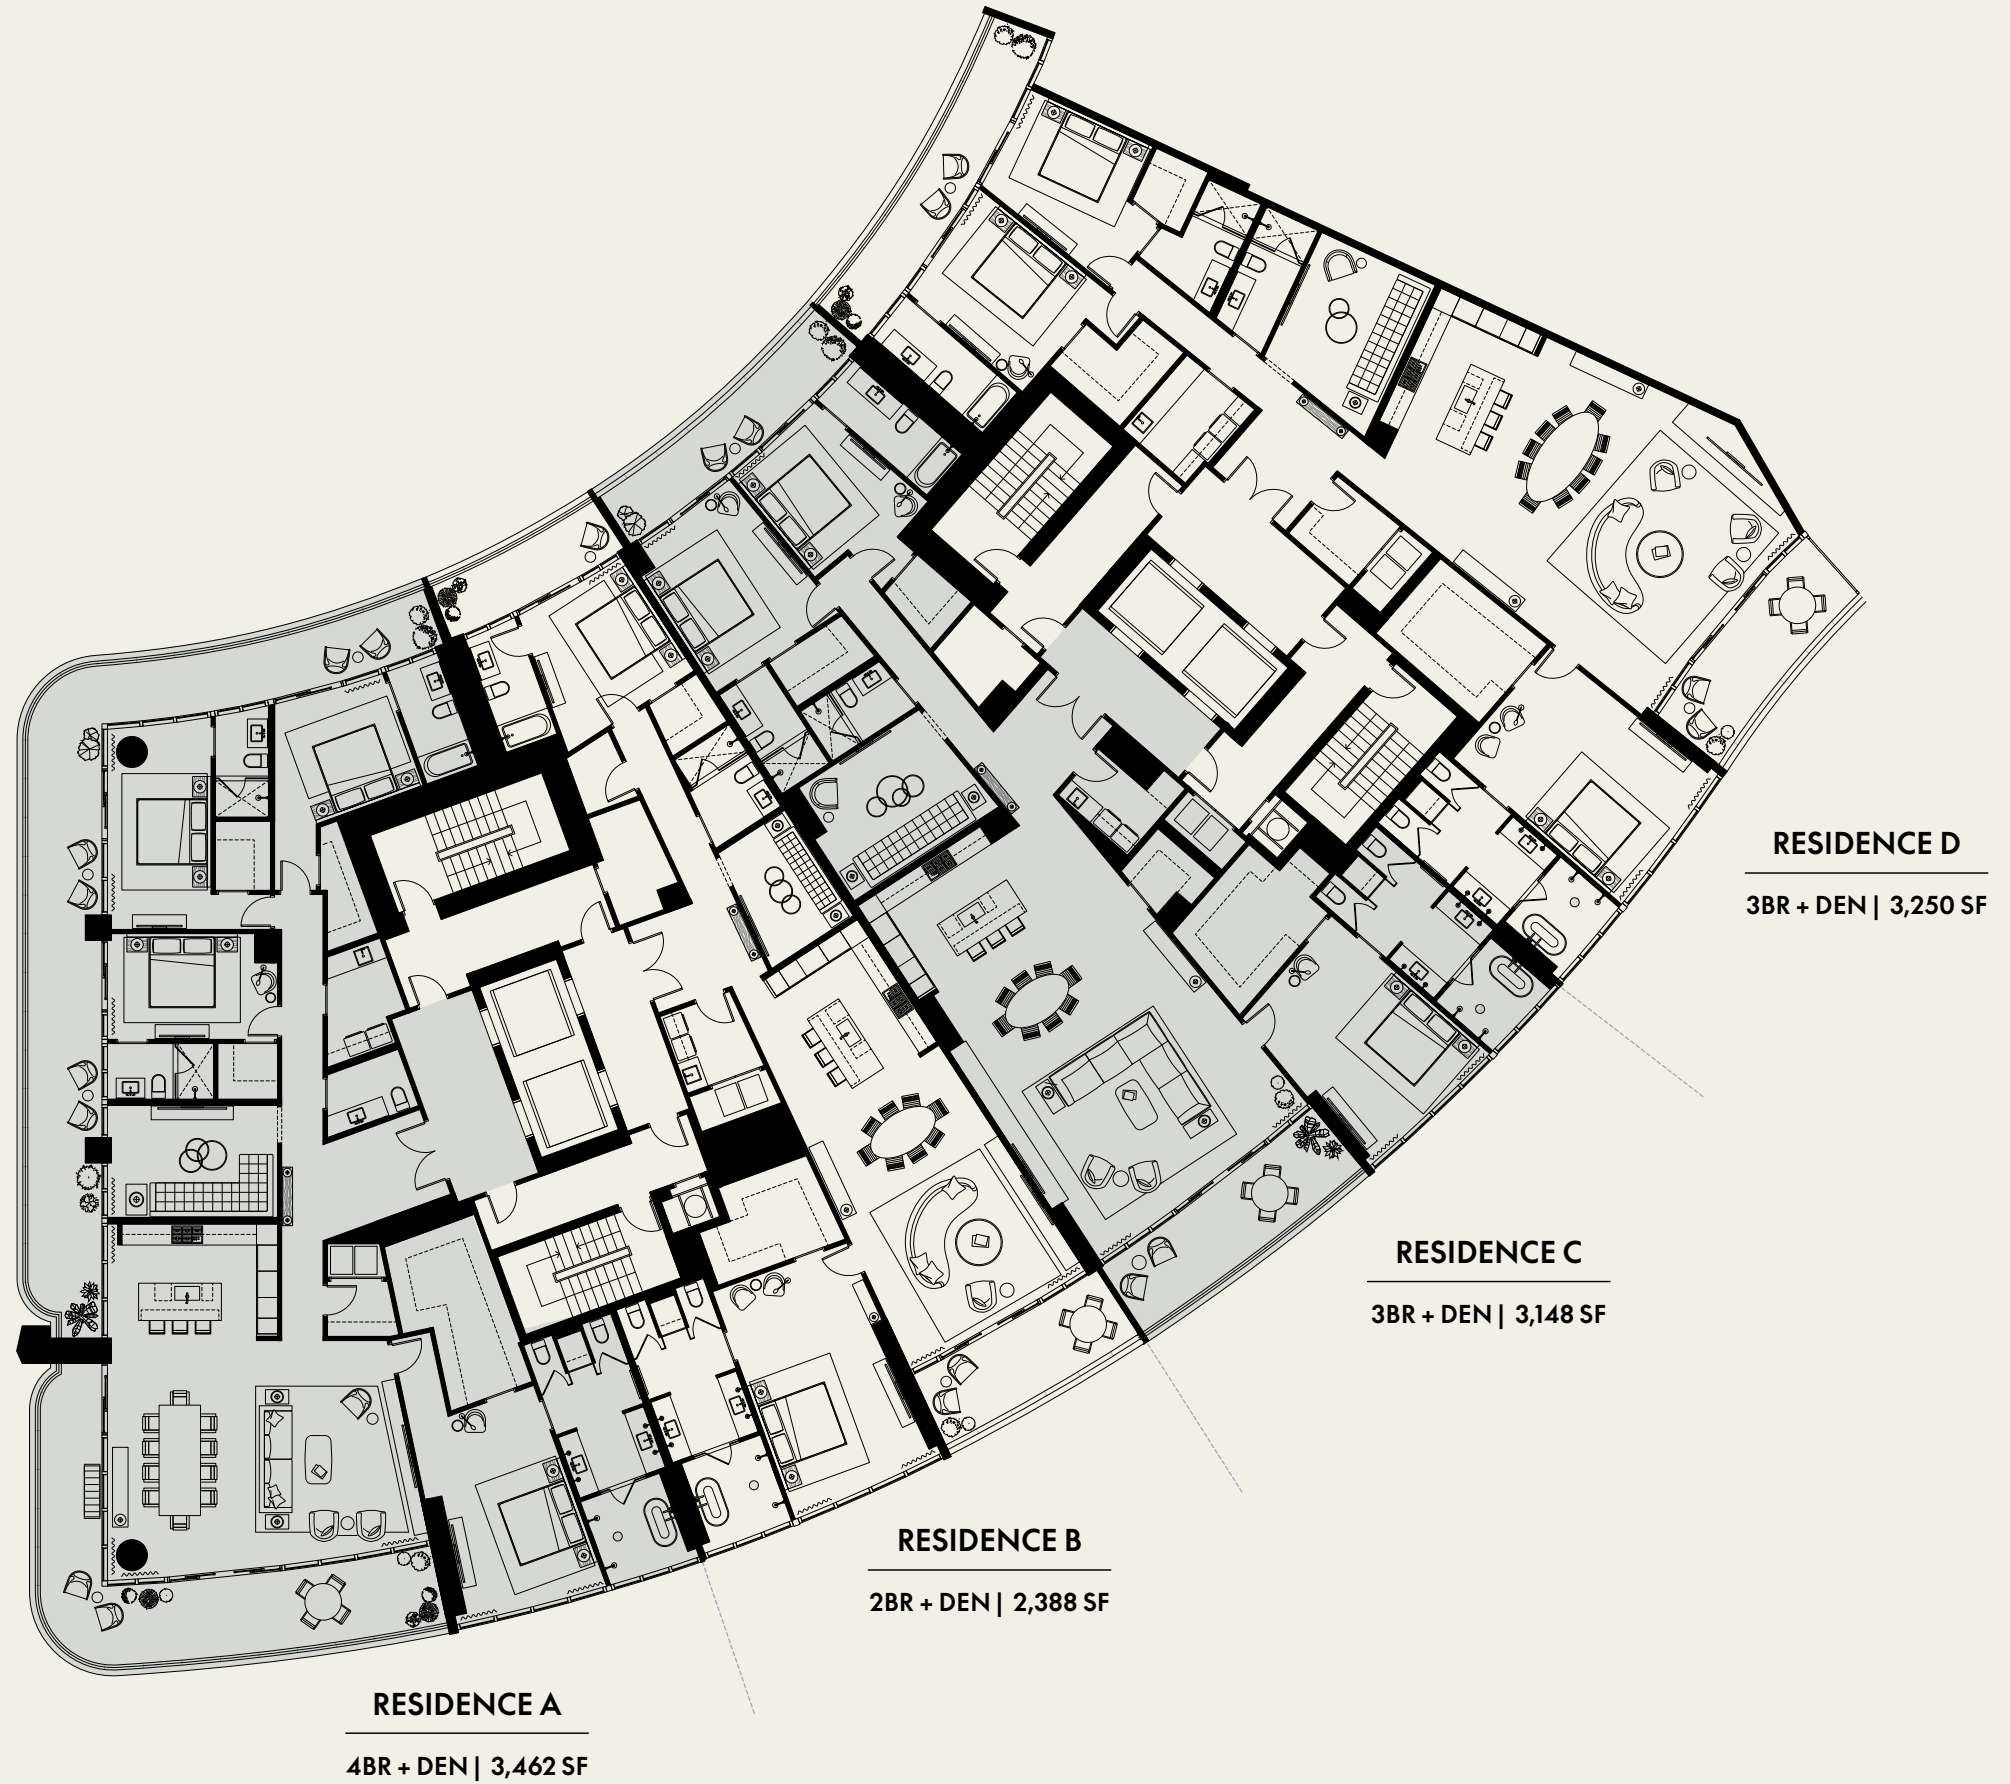 RESIDENCE D
3BR + DEN | 3,250 SF
RESIDENCE C
3BR + DEN | 3,148 SF
RESIDENCE B
2BR + DEN | 2,388 SF
RESIDENCE A
4BR + DEN | 3,462 SF